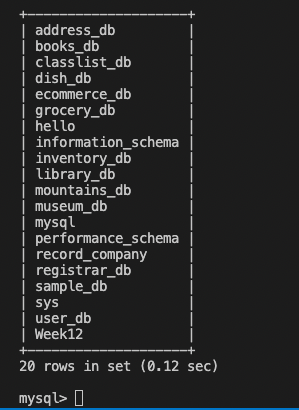 +--------------------+
| address_db         |
| books_db           |
| classlist_db       |
| dish_db            |
| ecommerce_db       |
| grocery_db         |
| hello              |
| information_schema |
| inventory_db       |
| library_db         |
| mountains_db       |
| museum_db          |
| mysql              |
| performance_schema |
| record_company     |
| registrar_db       |
| sample_db          |
| sys                |
| user_db            |
| Week12             |
+--------------------+
20 rows in set (0.12 sec)
mysql>